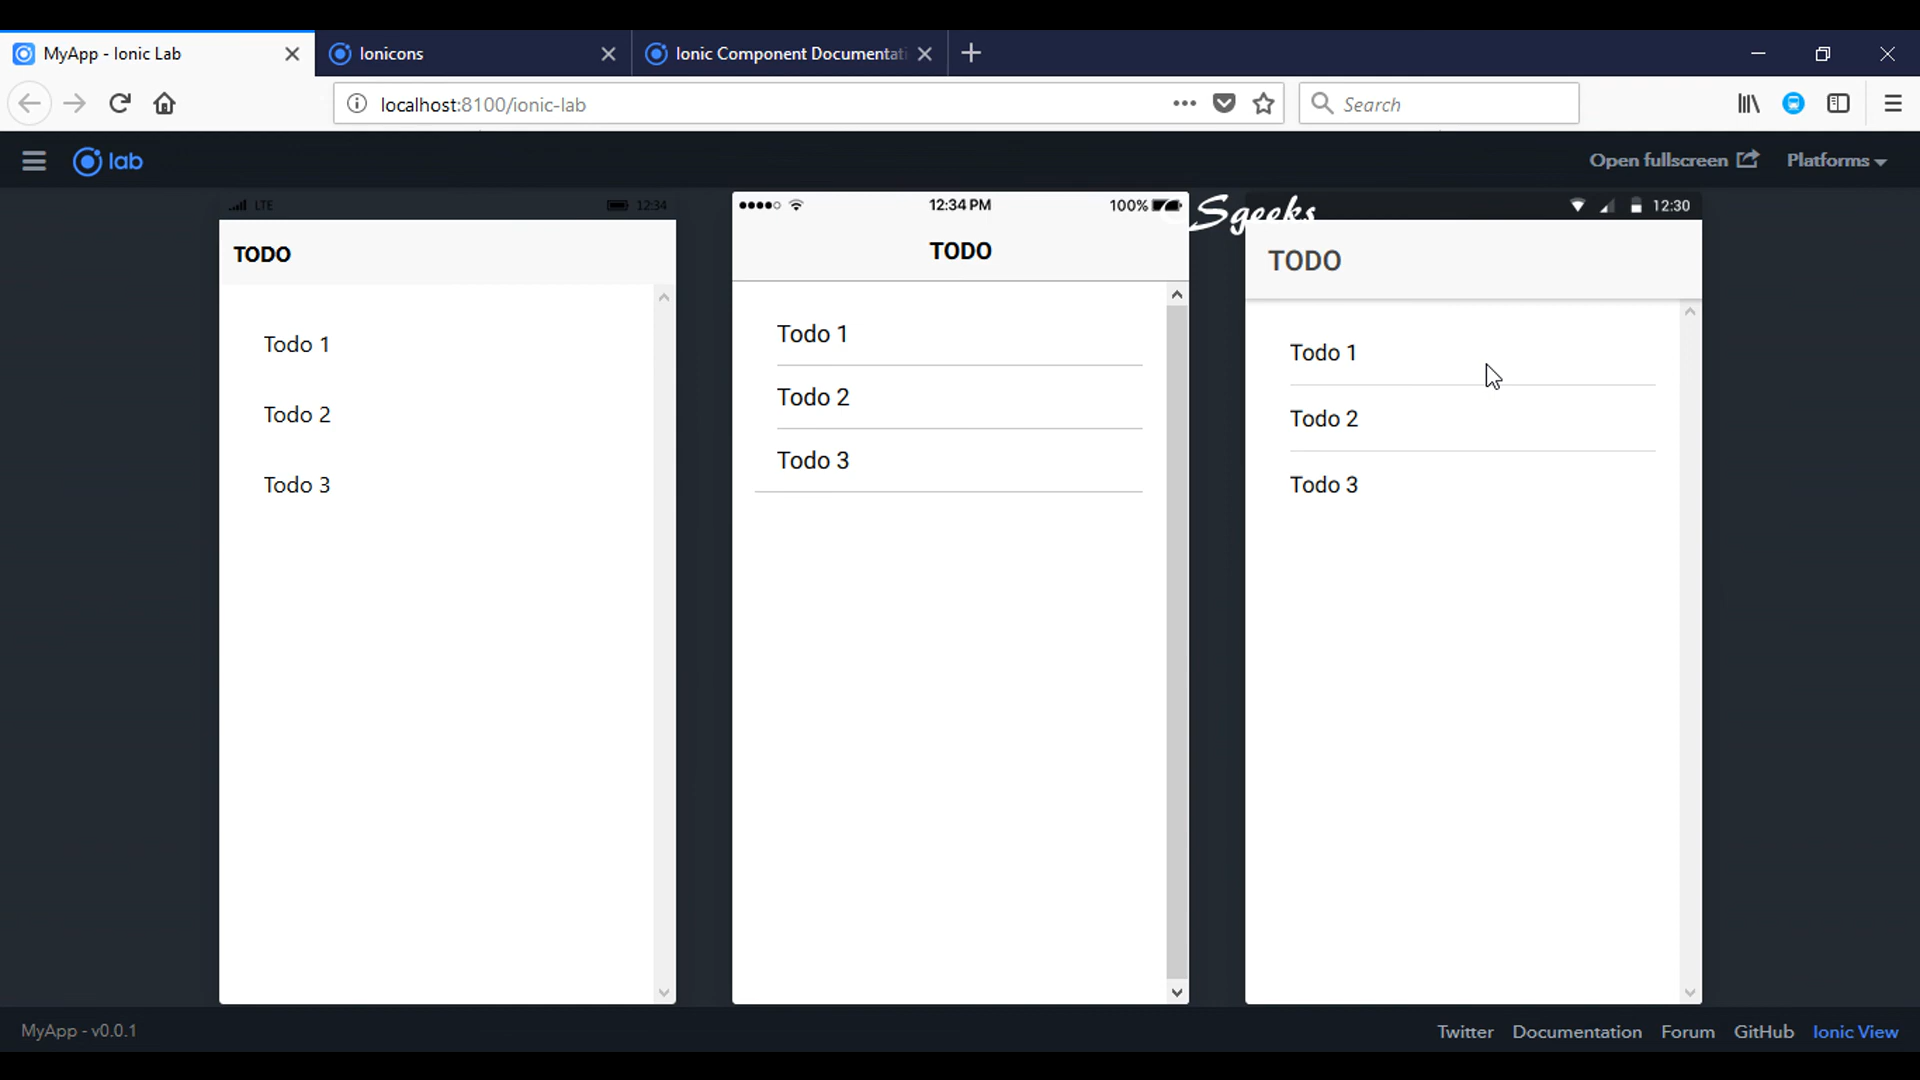 MyApp - Ionic Lab
Ionicons
Ionic Component Documentati
localhost:8100/ionic-lab
Search
lab
Open fullscreen
Platforms
LTE
12:34
TODO
Todo 1
Todo 2
Todo 3
12:34 PM
100%
TODO
Todo 1
Todo 2
Todo 3
Sgeeks
12:30
TODO
Todo 1
Todo 2
Todo 3
MyApp - v0.0.1
Twitter
Documentation
Forum
GitHub
Ionic View